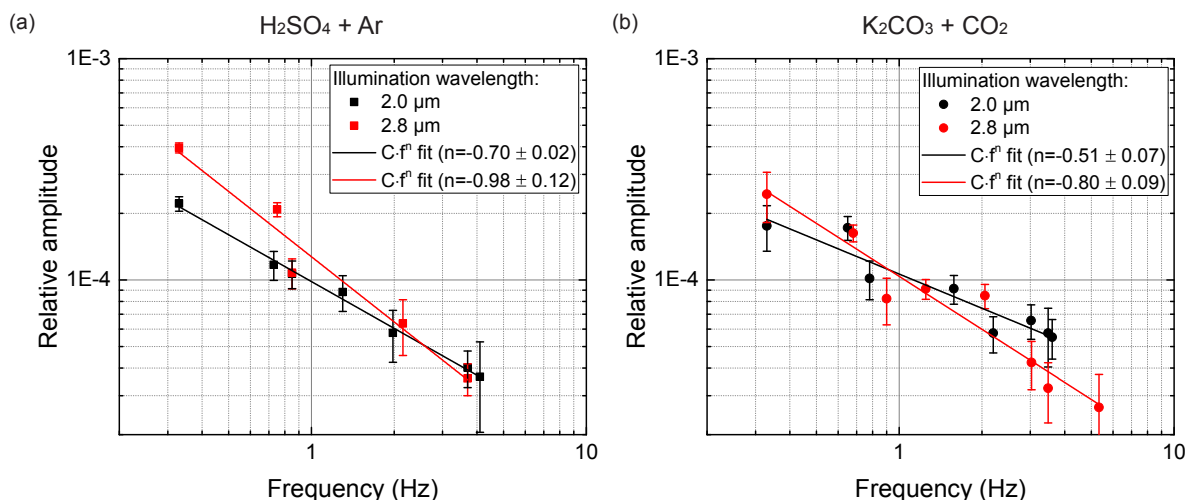 (a)
H₂SO₄ + Ar
1E-3
1E-4
Relative amplitude
Illumination wavelength:
2.0 µm
2.8 µm
C·fⁿ fit (n=-0.70 ± 0.02)
C·fⁿ fit (n=-0.98 ± 0.12)
1
10
Frequency (Hz)
(b)
K₂CO₃ + CO₂
1E-3
1E-4
Relative amplitude
Illumination wavelength:
2.0 µm
2.8 µm
C·fⁿ fit (n=-0.51 ± 0.07)
C·fⁿ fit (n=-0.80 ± 0.09)
1
10
Frequency (Hz)